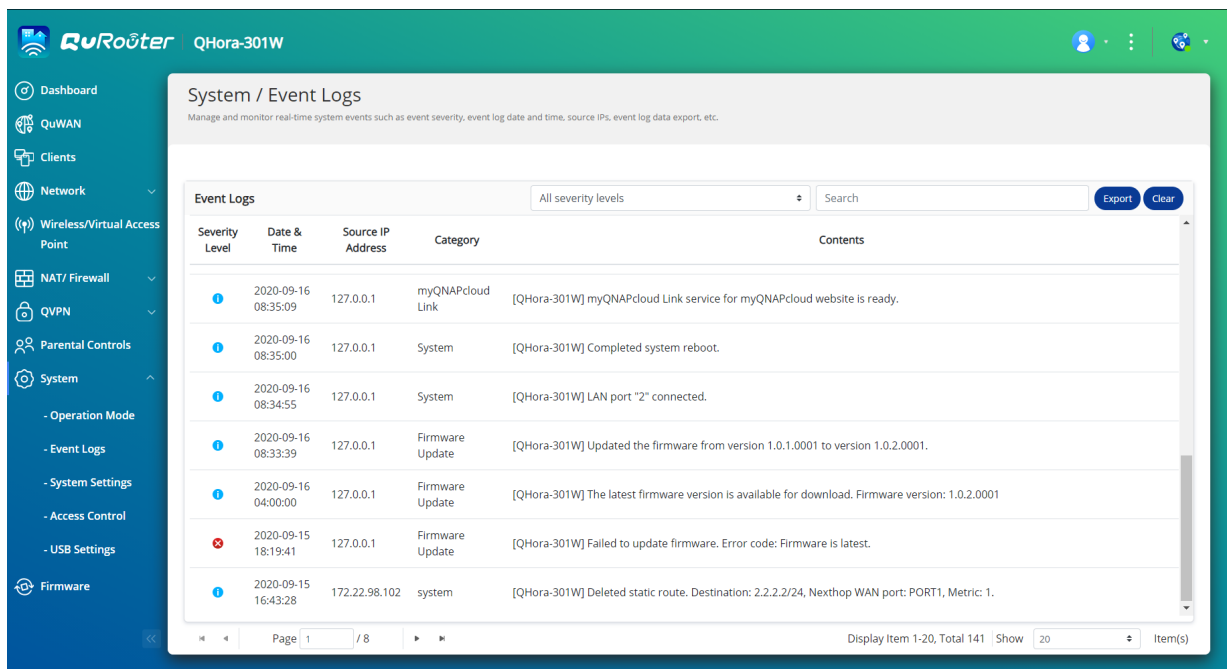 QuRouter QHora-301W
Dashboard
QuWAN
Clients
Network
Wireless/Virtual Access
Point
NAT/ Firewall
QVPN
Parental Controls
System
- Operation Mode
- Event Logs
- System Settings
- Access Control
- USB Settings
Firmware
System / Event Logs
Manage and monitor real-time system events such as event severity, event log date and time, source IPs, event log data export, etc.
Event Logs All severity levels Search Export Clear
Severity Date & Source IP Category Contents
Level Time Address
2020-09-16 127.0.0.1 myQNAPcloud [QHora-301W] myQNAPcloud Link service for myQNAPcloud website is ready.
08:35:09 Link
2020-09-16 127.0.0.1 System [QHora-301W] Completed system reboot.
08:35:00
2020-09-16 127.0.0.1 System [QHora-301W] LAN port "2" connected.
08:34:55
2020-09-16 127.0.0.1 Firmware [QHora-301W] Updated the firmware from version 1.0.1.0001 to version 1.0.2.0001.
08:33:39 Update
2020-09-16 127.0.0.1 Firmware [QHora-301W] The latest firmware version is available for download. Firmware version: 1.0.2.0001
04:00:00 Update
2020-09-15 127.0.0.1 Firmware [QHora-301W] Failed to update firmware. Error code: Firmware is latest.
18:19:41 Update
2020-09-15 172.22.98.102 system [QHora-301W] Deleted static route. Destination: 2.2.2.2/24, Nexthop WAN port: PORT1, Metric: 1.
16:43:28
Page 1 / 8 Display Item 1-20, Total 141 Show 20 Item(s)